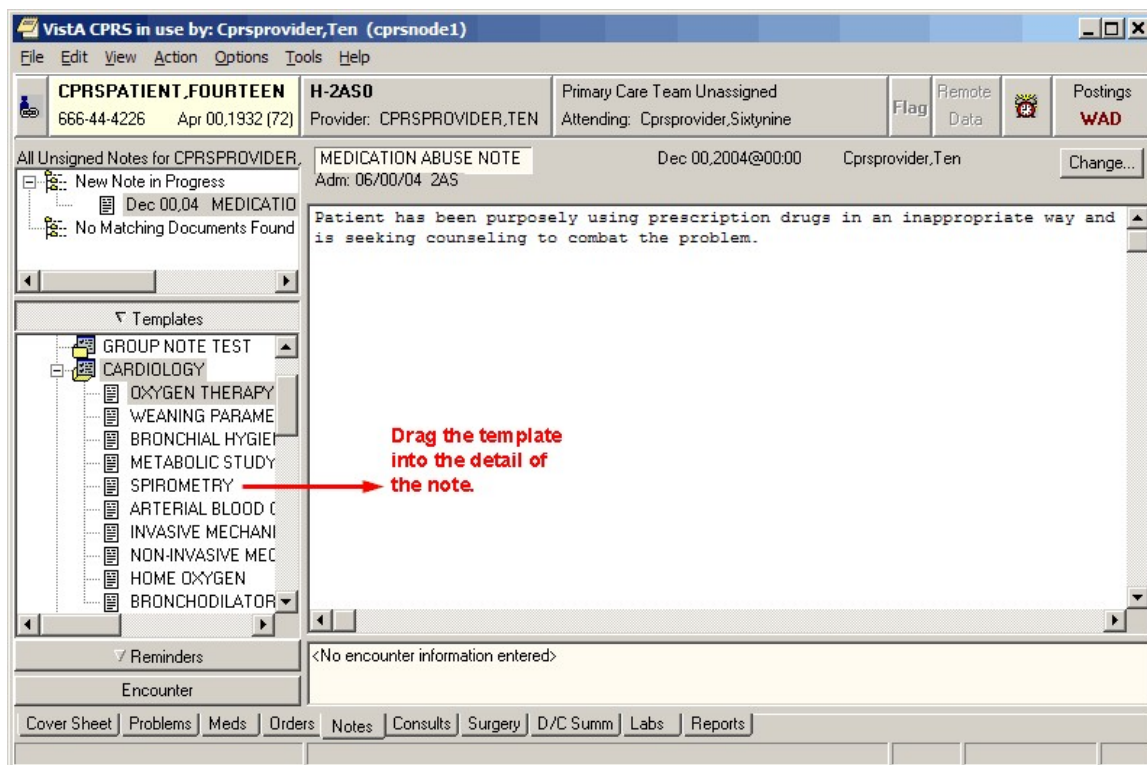 VistA CPRS in use by: Cprsprovider,Ten (cprsnode1)
File Edit View Action Options Tools Help
CPRSPATIENT,FOURTEEN
666-44-4226 Apr 00,1932 (72)
H-2AS0
Provider: CPRSPROVIDER,TEN
Primary Care Team Unassigned
Attending: Cprsprovider,Sixtynine
Flag
Remote
Data
Postings
WAD
All Unsigned Notes for CPRSPROVIDER,
New Note in Progress
Dec 00,04 MEDICATIO
No Matching Documents Found
MEDICATION ABUSE NOTE Dec 00,2004@00:00 Cprsprovider,Ten
Change...
Adm: 06/00/04 2AS
Patient has been purposely using prescription drugs in an inappropriate way and
is seeking counseling to combat the problem.
Templates
GROUP NOTE TEST
CARDIOLOGY
OXYGEN THERAPY
WEANING PARAME
BRONCHIAL HYGIEI
METABOLIC STUDY
SPIROMETRY
ARTERIAL BLOOD G
INVASIVE MECHANI
NON-INVASIVE MEC
HOME OXYGEN
BRONCHODILATOR
Drag the template
into the detail of
the note.
Reminders
Encounter
<No encounter information entered>
Cover Sheet Problems Meds Orders Notes Consults Surgery D/C Summ Labs Reports